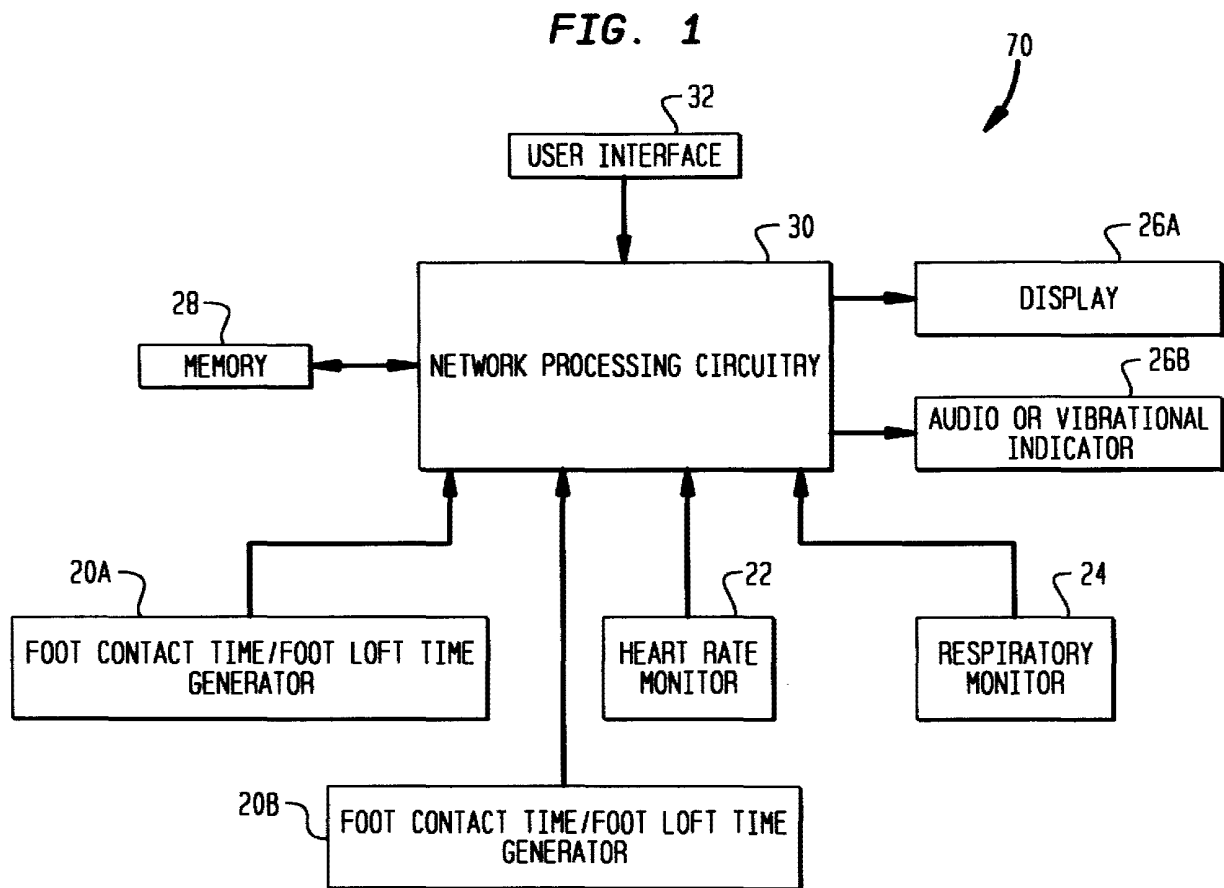 FIG. 1
70
32
USER INTERFACE
30
26A
NETWORK PROCESSING CIRCUITRY
DISPLAY
28
MEMORY
26B
AUDIO OR VIBRATIONAL
INDICATOR
20A
FOOT CONTACT TIME/FOOT LOFT TIME
GENERATOR
22
HEART RATE
MONITOR
24
RESPIRATORY
MONITOR
20B
FOOT CONTACT TIME/FOOT LOFT TIME
GENERATOR